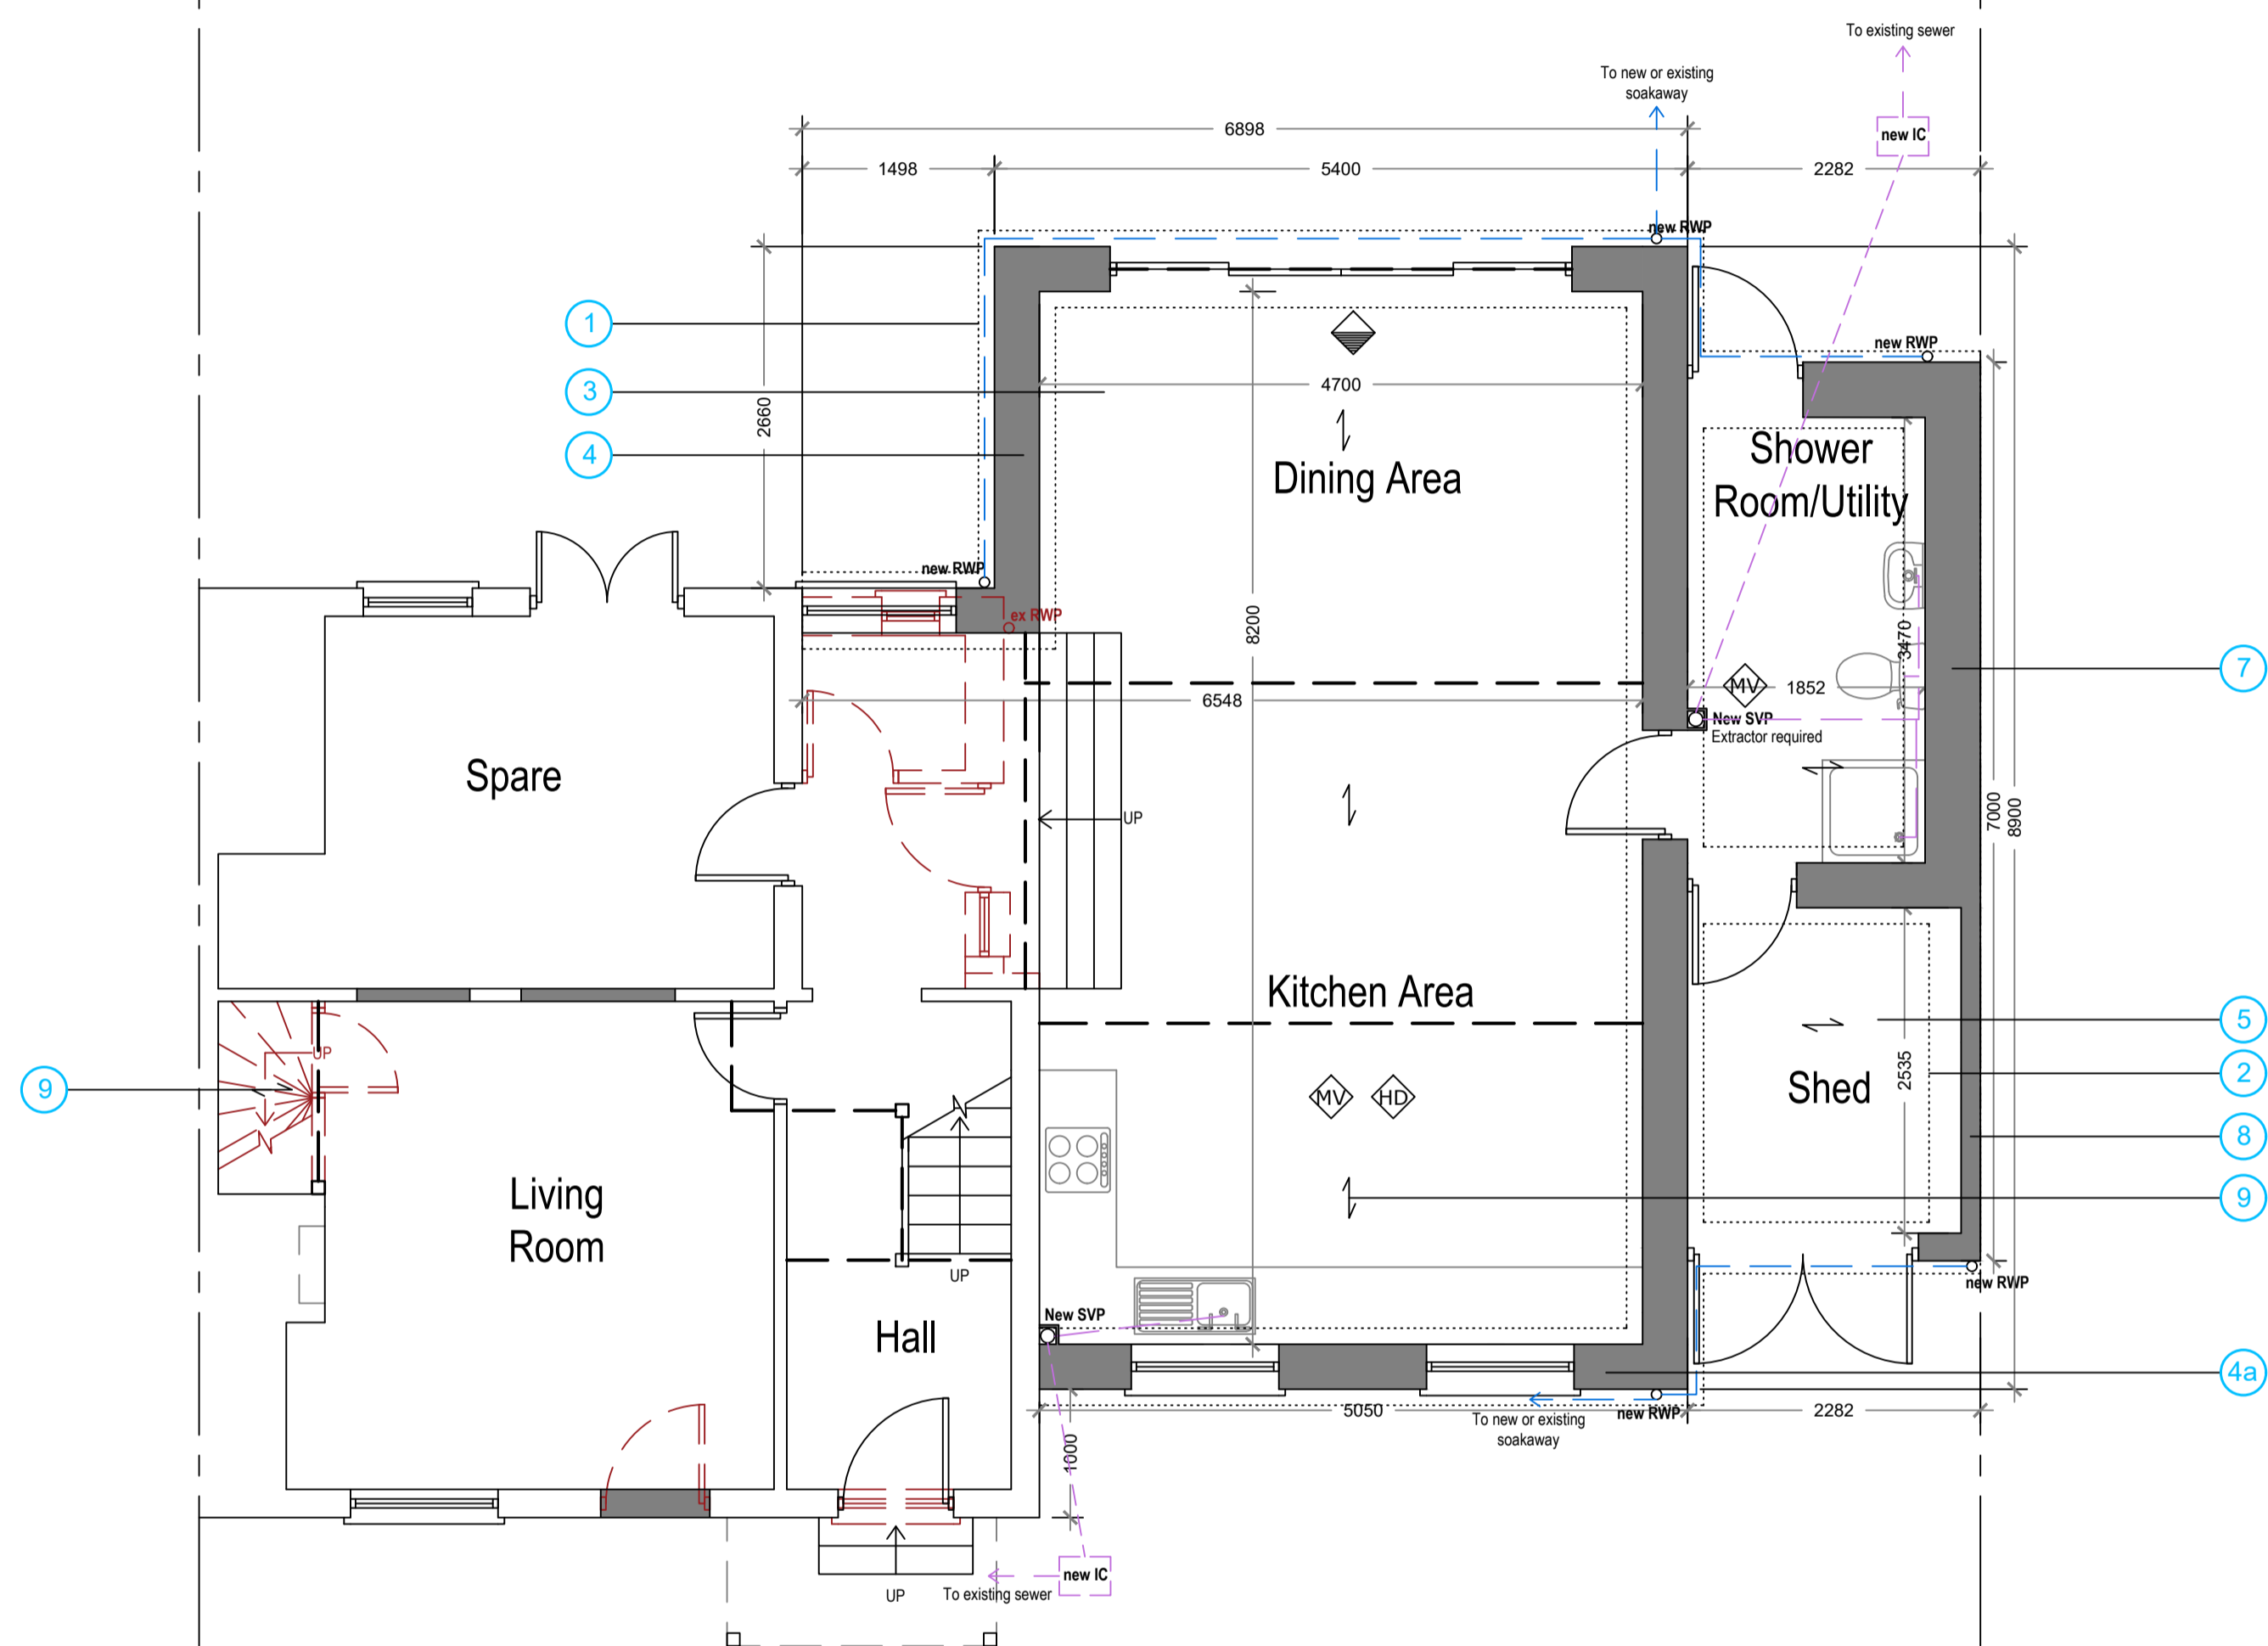 To existing sewer
To new or existing
soakaway
6898
new IC
1498
5400
2282
new RWP
1
new RWP
3
4700
2660
4
Shower
Room/Utility
Dining Area
new RWP
ex RWP
8200
3470
7
MV
1852
6548
New SVP
Extractor required
Spare
UP
7000
8900
Kitchen Area
5
UP
9
2535
2
Shed
MV
HD
8
Living
Room
9
UP
new RWP
New SVP
Hall
4a
5050
2282
new RWP
To new or existing
soakaway
1000
new IC
To existing sewer
UP